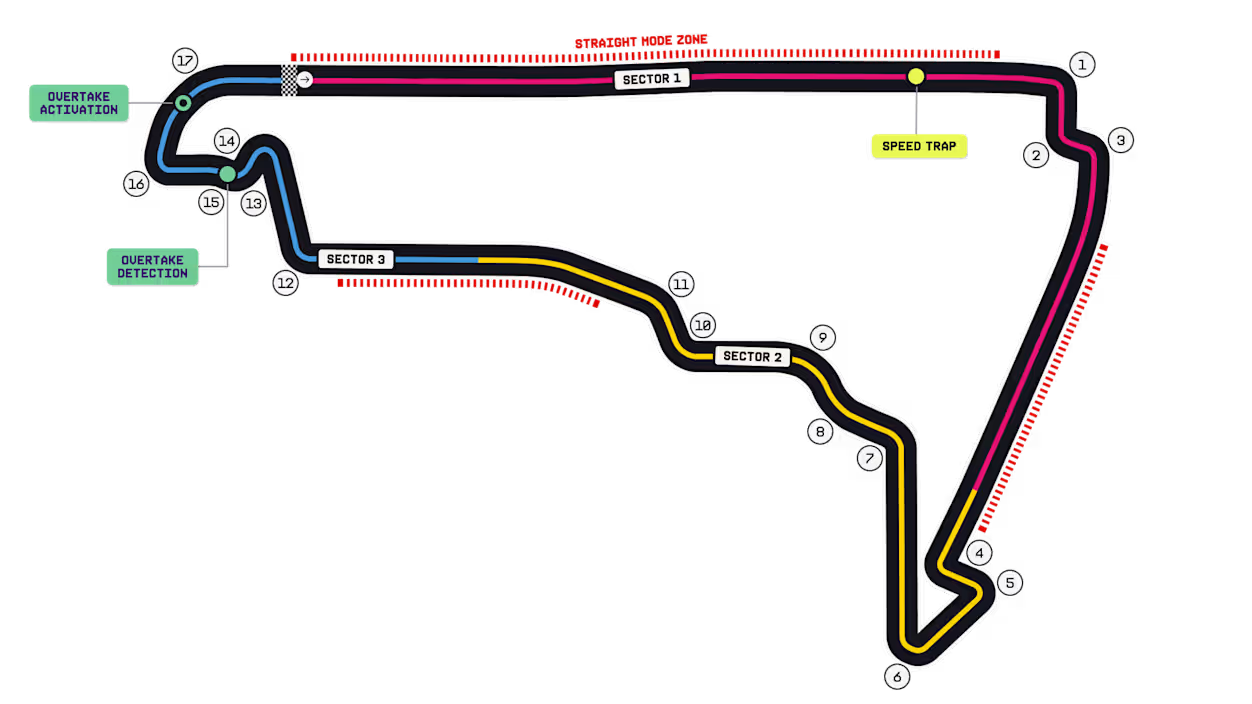 STRAIGHT MODE ZONE
17
1
SECTOR 1
OVERTAKE
ACTIVATION
14
3
SPEED TRAP
2
16
15
13
OVERTAKE
DETECTION
SECTOR 3
12
11
10
9
SECTOR 2
8
7
4
5
6